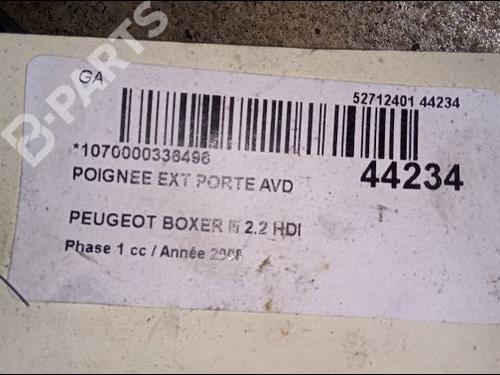 B-PARTS
GA
52712401 44234
*1070000336496
44234
POIGNEE EXT PORTE AVD
PEUGEOT BOXER III 2.2 HDI
Phase 1 cc / Année